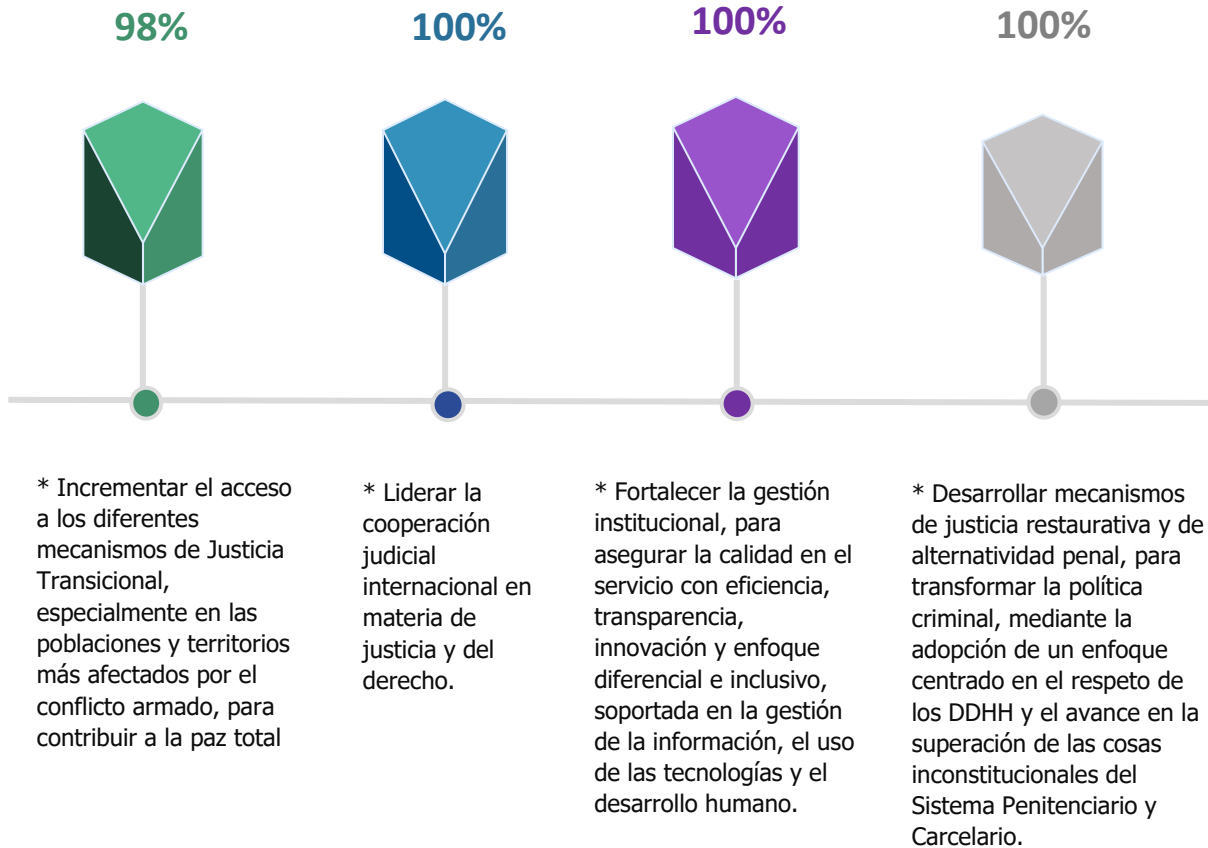 98%
100%
100%
100%
* Incrementar el acceso
a los diferentes
mecanismos de Justicia
Transicional,
especialmente en las
poblaciones y territorios
más afectados por el
conflicto armado, para
contribuir a la paz total
* Liderar la
cooperación
judicial
internacional en
materia de
justicia y del
derecho.
* Fortalecer la gestión
institucional, para
asegurar la calidad en el
servicio con eficiencia,
transparencia,
innovación y enfoque
diferencial e inclusivo,
soportada en la gestión
de la información, el uso
de las tecnologías y el
desarrollo humano.
* Desarrollar mecanismos
de justicia restaurativa y de
alternatividad penal, para
transformar la política
criminal, mediante la
adopción de un enfoque
centrado en el respeto de
los DDHH y el avance en la
superación de las cosas
inconstitucionales del
Sistema Penitenciario y
Carcelario.